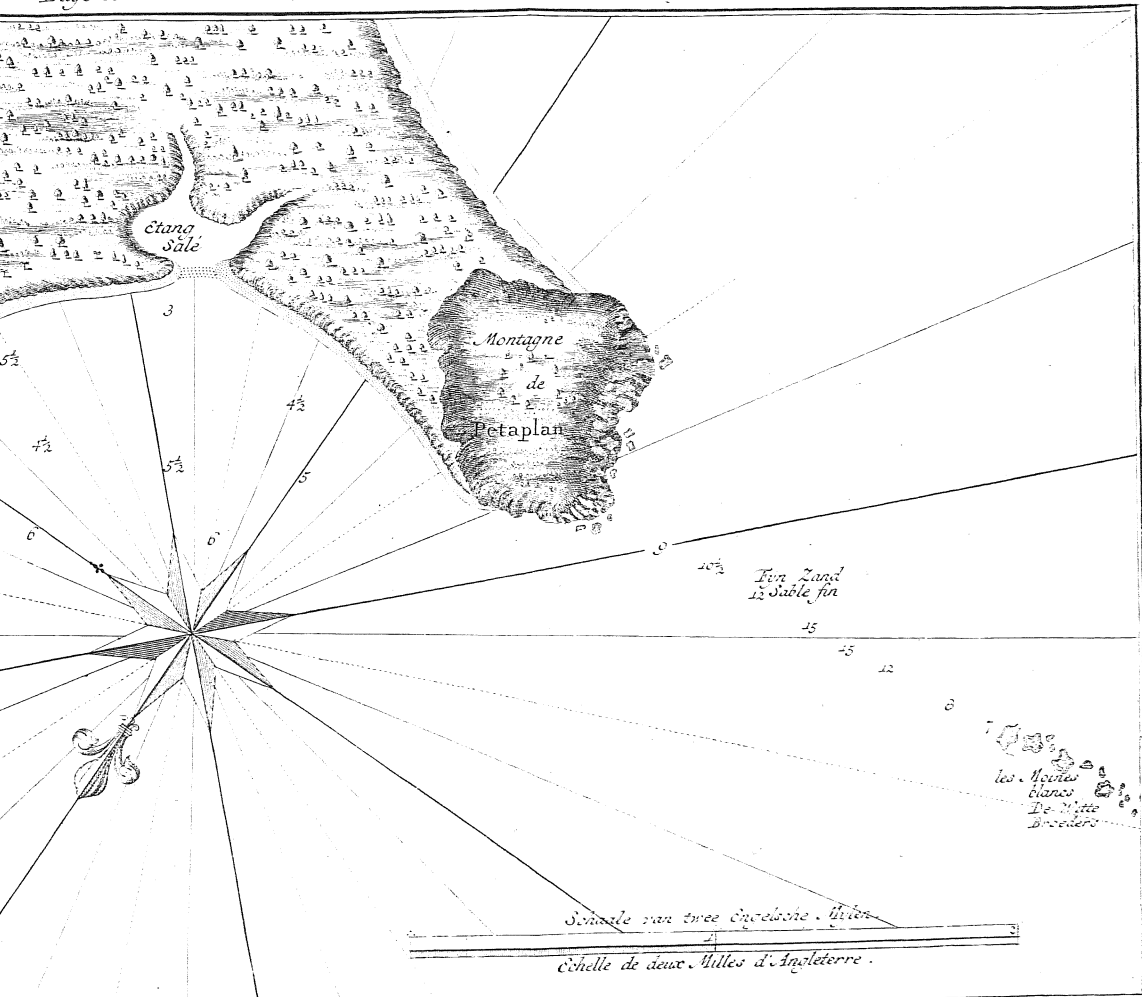 Etang
Salé
3
5½
4½
4½
5½
5
6
6
Montagne
de
Petaplan
9
10½
Fyn Zand
12 Sable fin
15
15
12
8
7
les Moines
blancs
De Witte
Broeders
Schaale van twee Engelsche Mylen.
1
2
Echelle de deux Milles d'Angleterre.